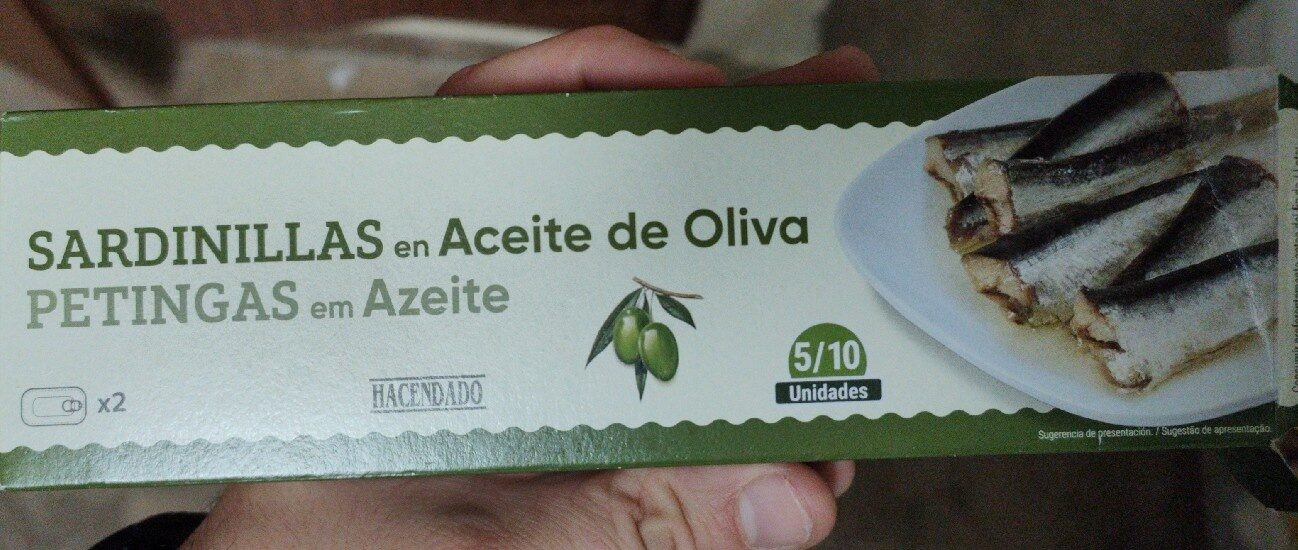 SARDINILLAS en Aceite de Oliva
PETINGAS em Azeite
x2
HACENDADO
5/10
Unidades
Sugerencia de presentación. / Sugestão de apresentação.